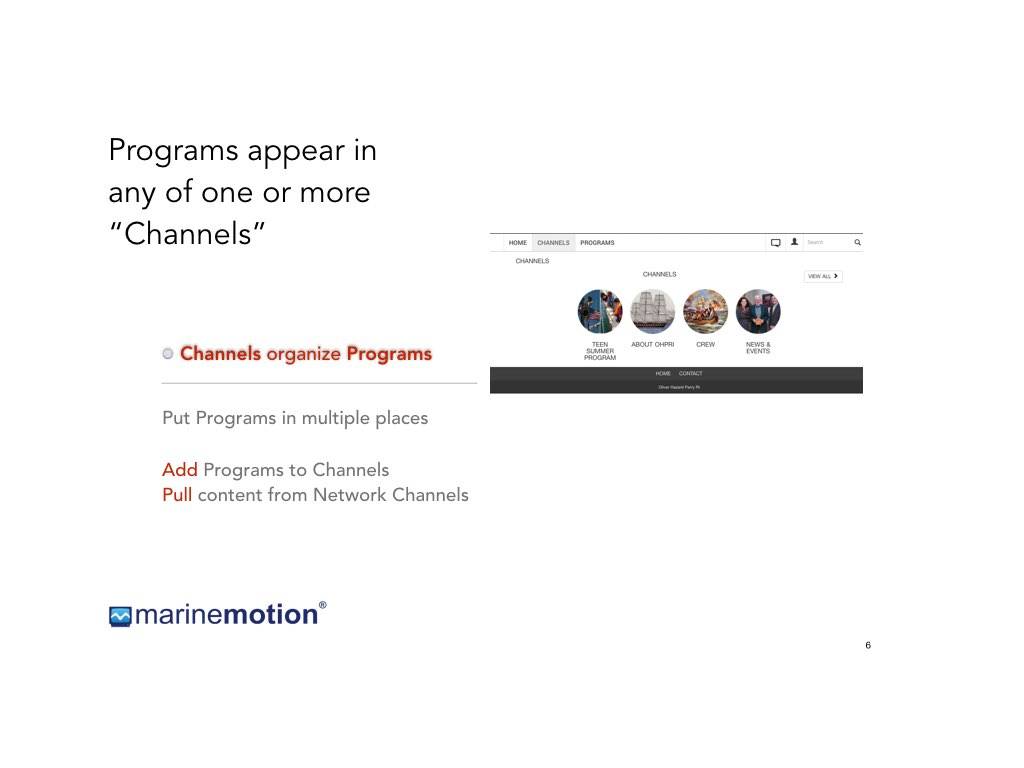 Programs appear in
any of one or more
“Channels”
Channels organize Programs
Put Programs in multiple places
Add Programs to Channels
Pull content from Network Channels
HOME CHANNELS PROGRAMS Search
CHANNELS
CHANNELS
VIEW ALL
TEEN
SUMMER
PROGRAM
ABOUT OHPRI
CREW
NEWS &
EVENTS
HOME CONTACT
Oliver Hazard Perry RI
marinemotion®
6